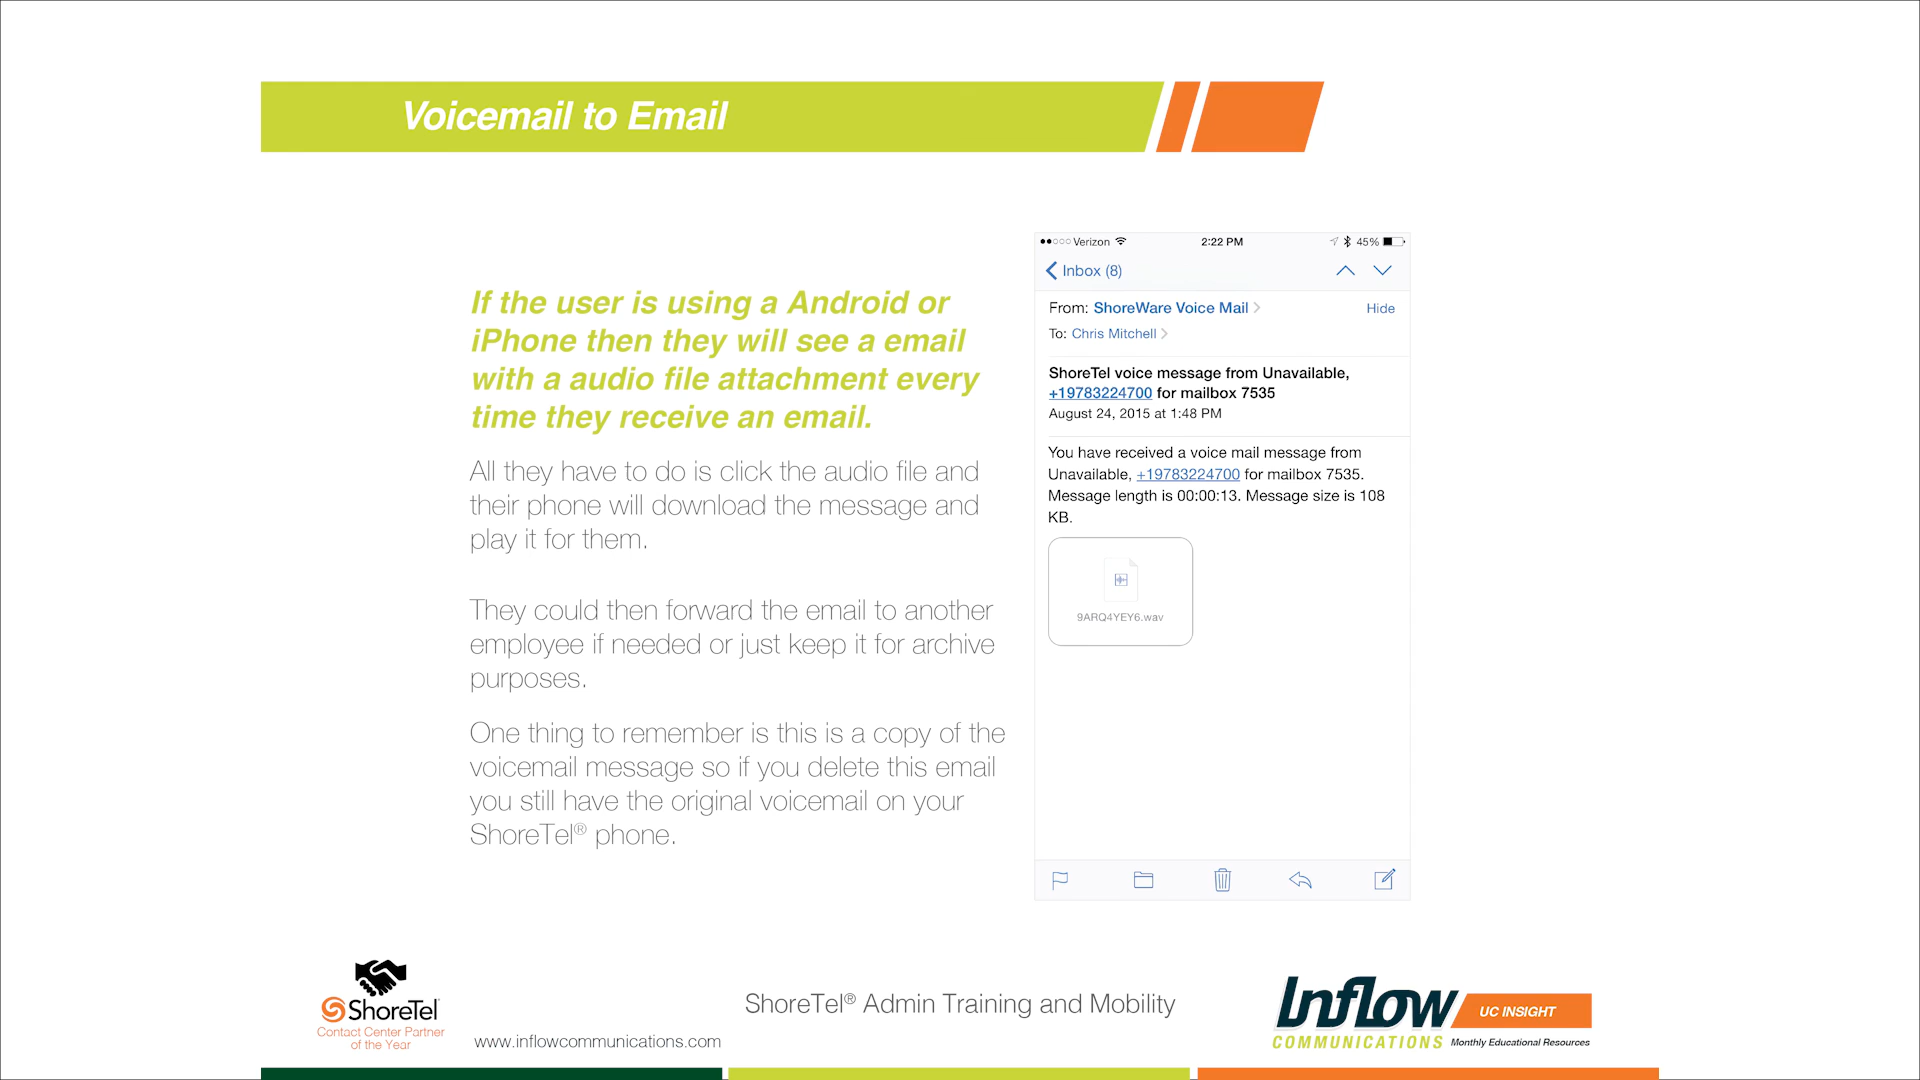 Voicemail to Email
If the user is using a Android or
iPhone then they will see a email
with a audio file attachment every
time they receive an email.
All they have to do is click the audio file and
their phone will download the message and
play it for them.
They could then forward the email to another
employee if needed or just keep it for archive
purposes.
One thing to remember is this is a copy of the
voicemail message so if you delete this email
you still have the original voicemail on your
ShoreTel® phone.
Verizon 2:22 PM 45%
Inbox (8)
From: ShoreWare Voice Mail Hide
To: Chris Mitchell
ShoreTel voice message from Unavailable,
+19783224700 for mailbox 7535
August 24, 2015 at 1:48 PM
You have received a voice mail message from
Unavailable, +19783224700 for mailbox 7535.
Message length is 00:00:13. Message size is 108
KB.
9ARQ4YEY6.wav
ShoreTel
Contact Center Partner
of the Year
www.inflowcommunications.com
ShoreTel® Admin Training and Mobility
Inflow
COMMUNICATIONS
UC INSIGHT
Monthly Educational Resources